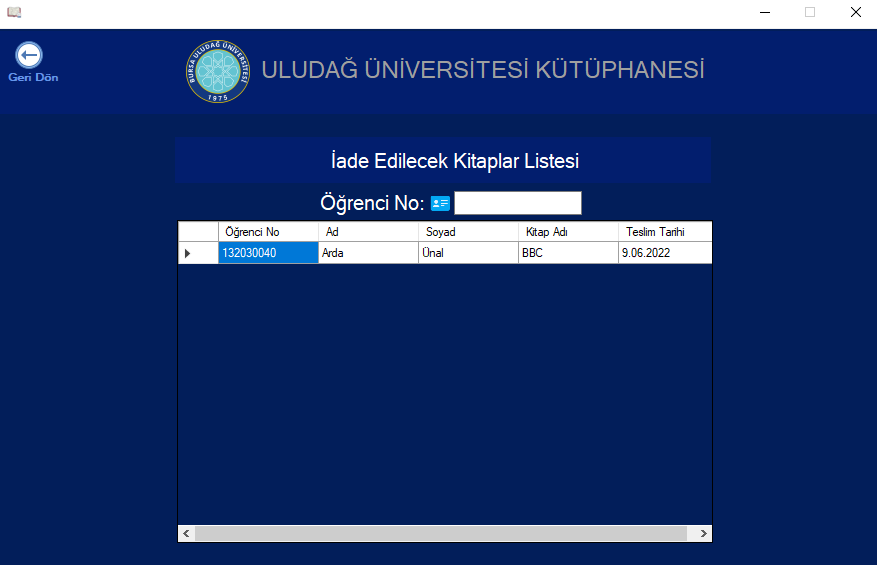 Geri Dön
BURSA ULUDAĞ ÜNİVERSİTESİ
1975
ULUDAĞ ÜNİVERSİTESİ KÜTÜPHANESİ
İade Edilecek Kitaplar Listesi
Öğrenci No:
Öğrenci No Ad Soyad Kitap Adı Teslim Tarihi
132030040 Arda Ünal BBC 9.06.2022